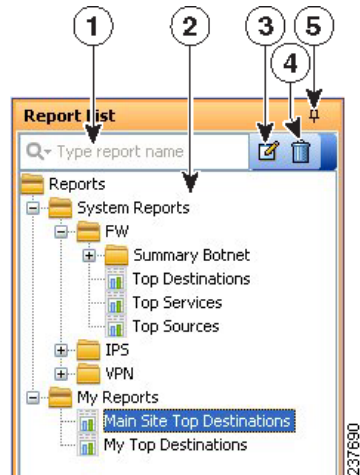 1 2 3 5
4
Report List
Type report name
Reports
System Reports
FW
Summary Botnet
Top Destinations
Top Services
Top Sources
IPS
VPN
My Reports
Main Site Top Destinations
My Top Destinations
237690